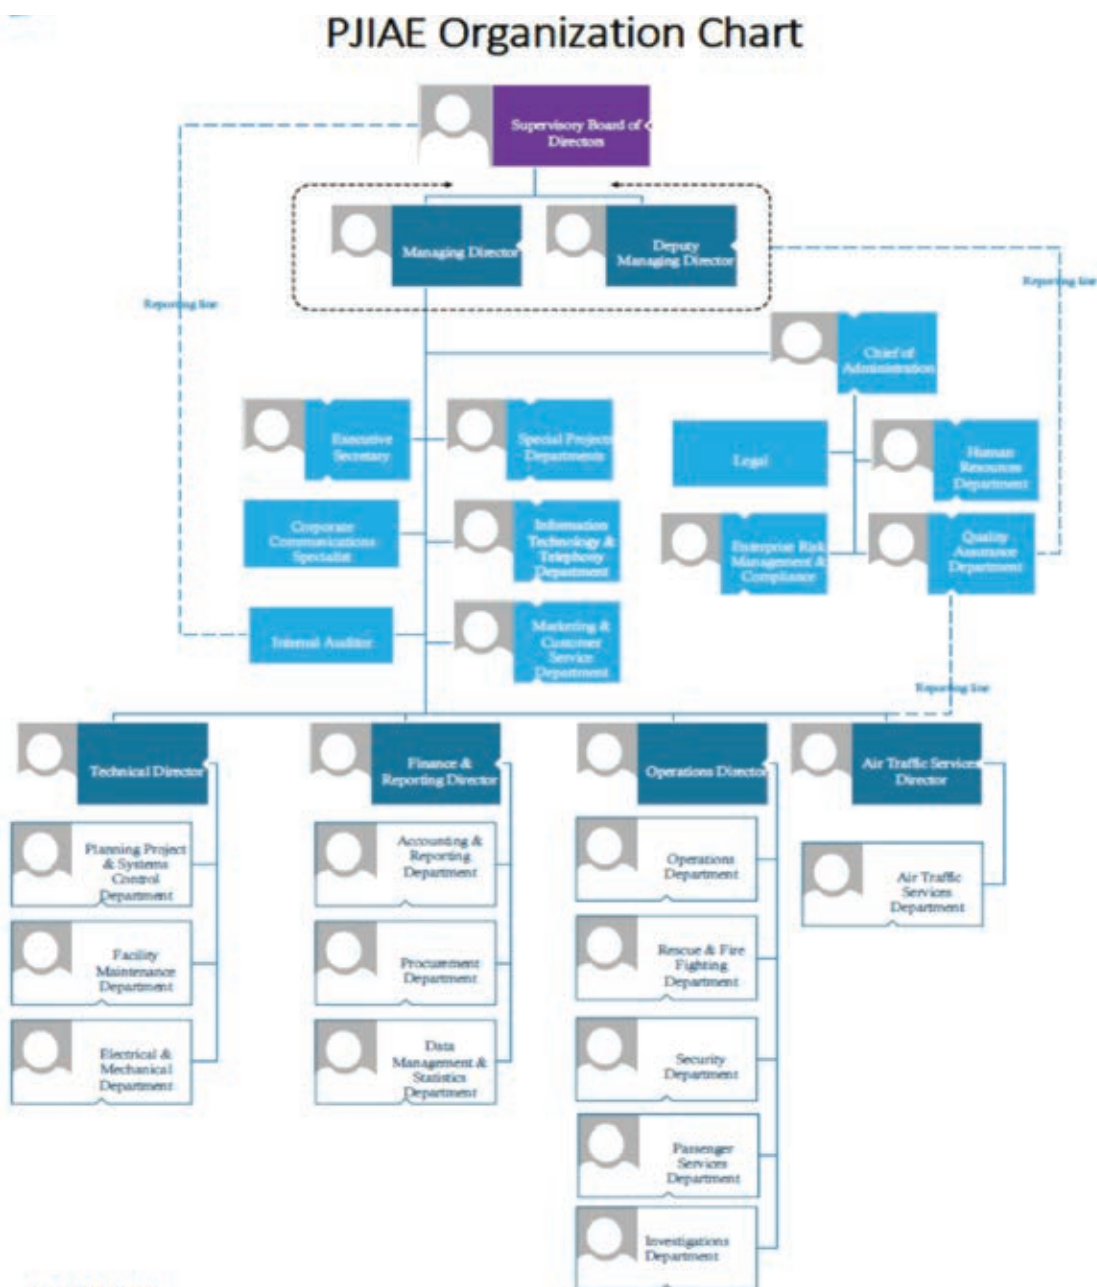 PJIAE Organization Chart
Supervisory Board of
Directors
Managing Director
Deputy
Managing Director
Reporting line
Reporting line
Chief of
Administration
Executive
Secretary
Special Projects
Departments
Legal
Human
Resources
Department
Corporate
Communications
Specialist
Information
Technology &
Telephony
Department
Enterprise Risk
Management &
Compliance
Quality
Assurance
Department
Internal Auditor
Marketing &
Customer
Service
Department
Reporting line
Technical Director
Finance &
Reporting Director
Operations Director
Air Traffic Services
Director
Planning Project
& Systems
Control
Department
Accounting &
Reporting
Department
Operations
Department
Air Traffic
Services
Department
Facility
Maintenance
Department
Procurement
Department
Rescue & Fire
Fighting
Department
Electrical &
Mechanical
Department
Data
Management &
Statistics
Department
Security
Department
Passenger
Services
Department
Investigations
Department